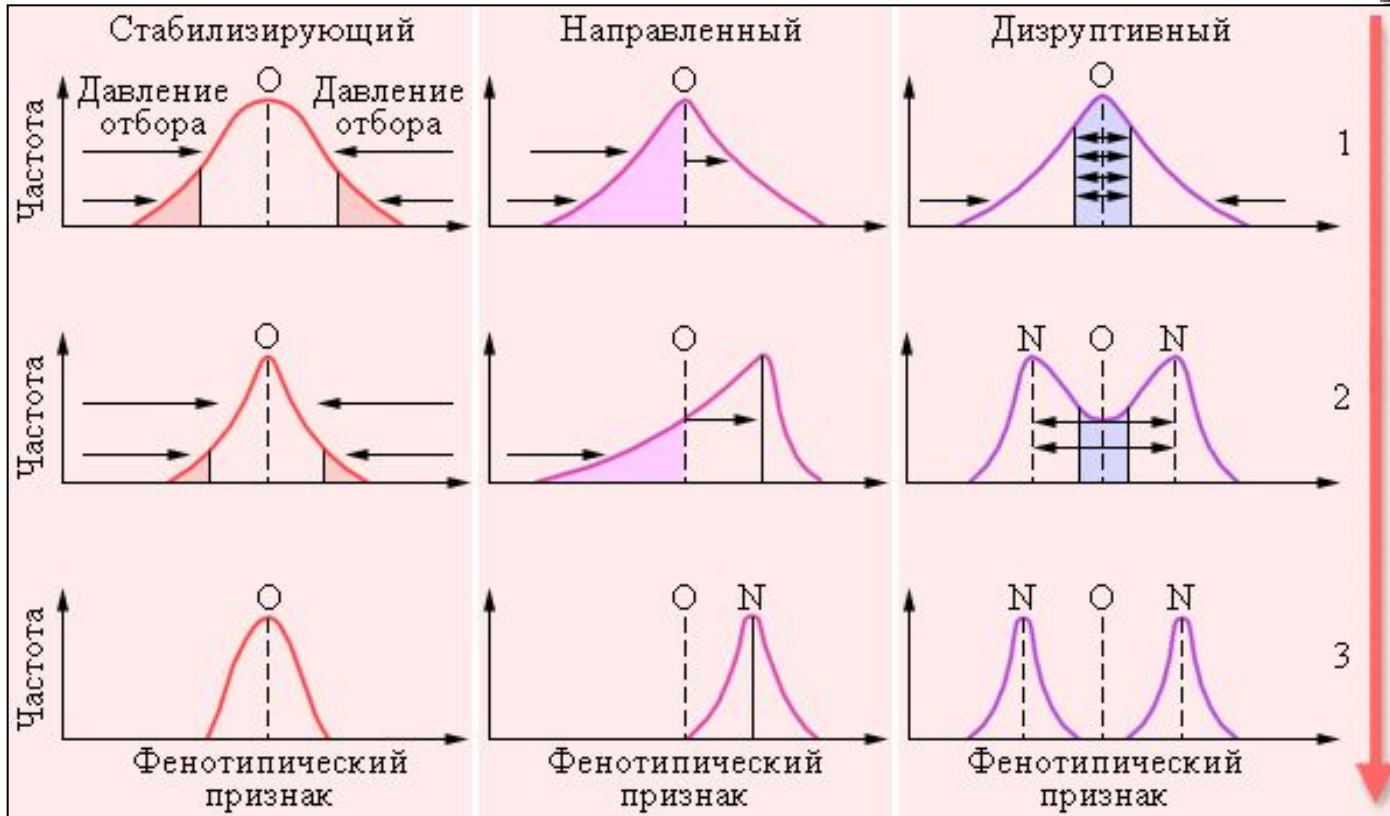 Стабилизирующий
Направленный
Дизруптивный
Частота
Давление
отбора
O
Давление
отбора
O
O
1
Частота
O
O
N O N
2
Частота
O
O N
N O N
3
Фенотипический
признак
Фенотипический
признак
Фенотипический
признак